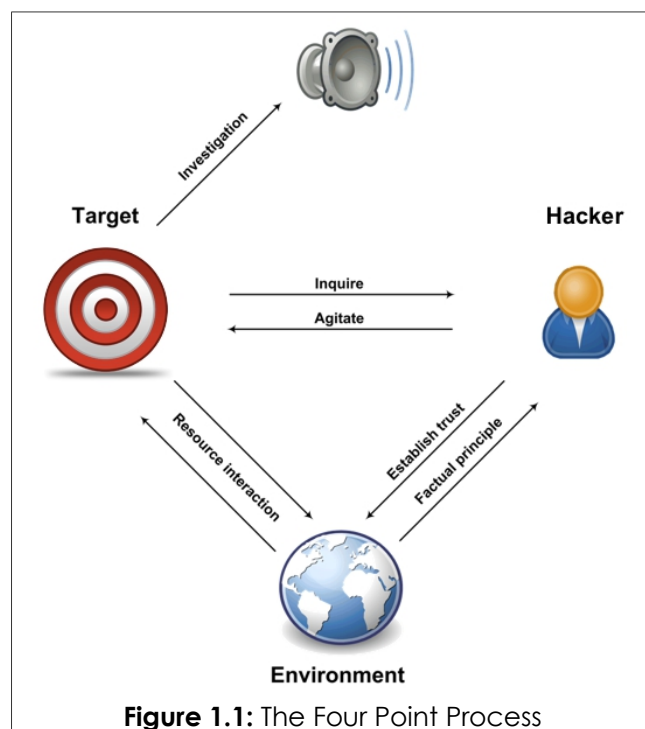 Investigation
Target
Hacker
Inquire
Agitate
Resource interaction
Establish trust
Factual principle
Environment
Figure 1.1: The Four Point Process